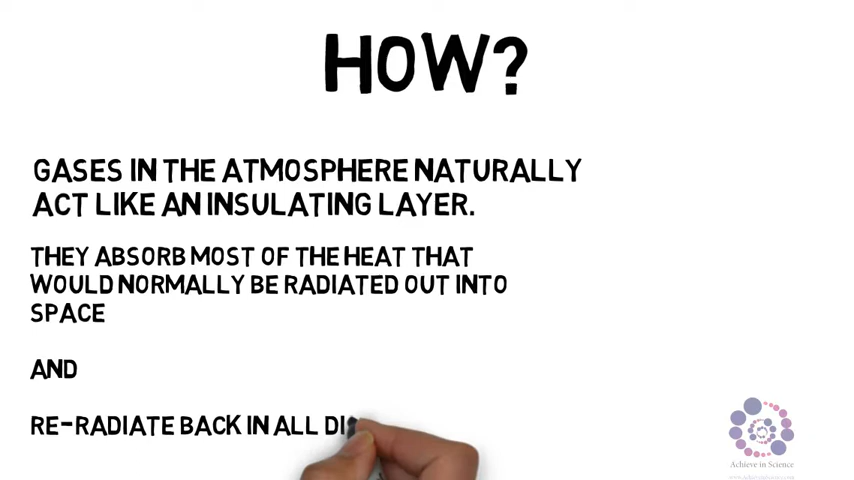 HOW?
GASES IN THE ATMOSPHERE NATURALLY
ACT LIKE AN INSULATING LAYER.
THEY ABSORB MOST OF THE HEAT THAT
WOULD NORMALLY BE RADIATED OUT INTO
SPACE
AND
RE-RADIATE BACK IN ALL
Achieve in Science